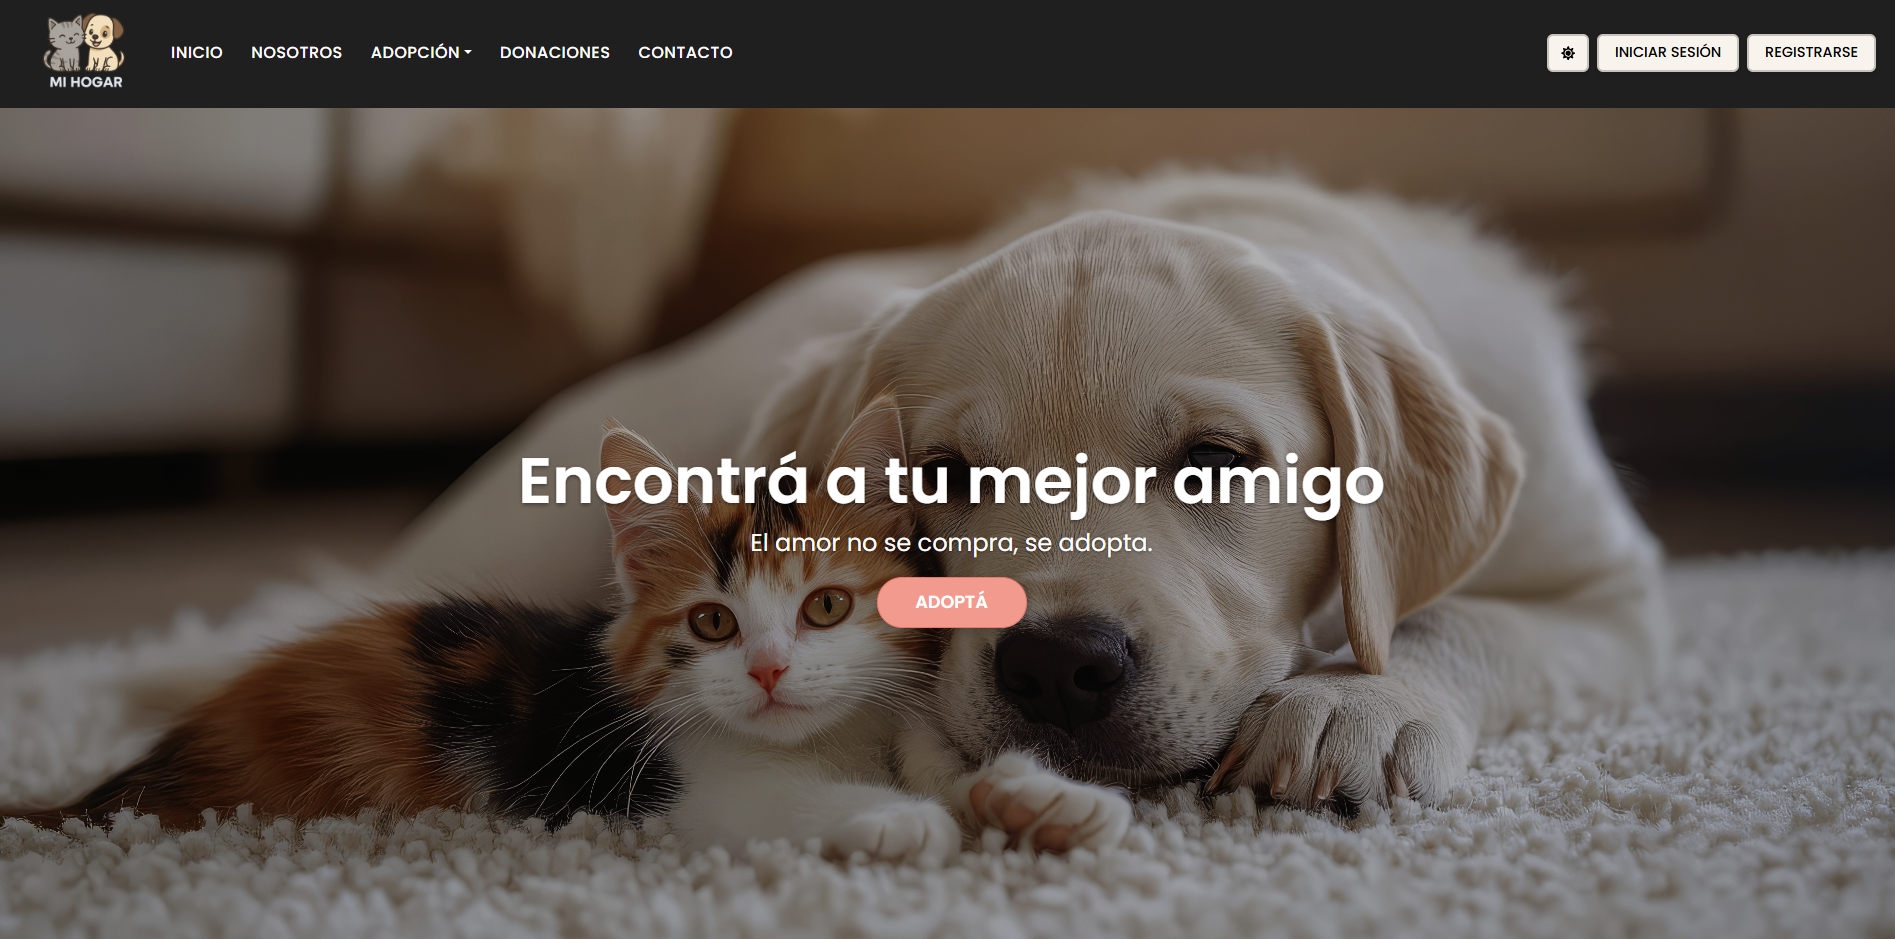 MI HOGAR
INICIO NOSOTROS ADOPCIÓN DONACIONES CONTACTO
INICIAR SESIÓN REGISTRARSE
Encontrá a tu mejor amigo
El amor no se compra, se adopta.
ADOPTÁ